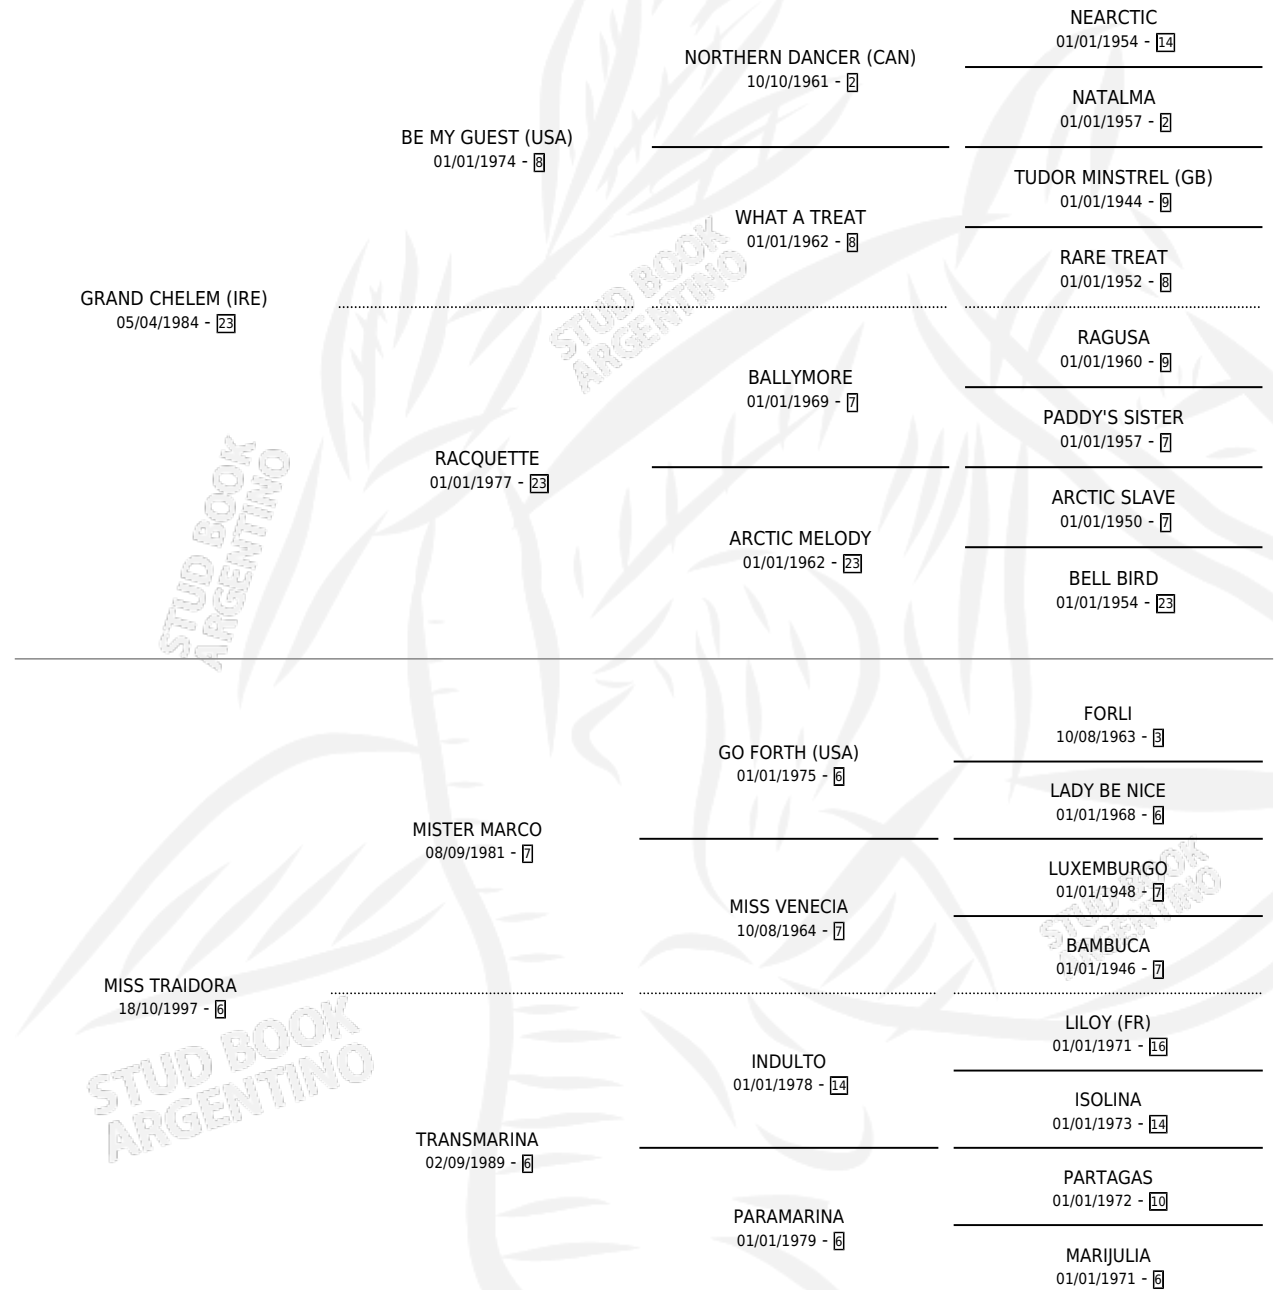 NEARCTIC
01/01/1954 - 14
NORTHERN DANCER (CAN)
10/10/1961 - 2
NATALMA
01/01/1957 - 2
BE MY GUEST (USA)
01/01/1974 - 8
TUDOR MINSTREL (GB)
01/01/1944 - 9
WHAT A TREAT
01/01/1962 - 8
RARE TREAT
01/01/1952 - 8
GRAND CHELEM (IRE)
05/04/1984 - 23
RAGUSA
01/01/1960 - 9
BALLYMORE
01/01/1969 - 7
PADDY'S SISTER
01/01/1957 - 7
RACQUETTE
01/01/1977 - 23
ARCTIC SLAVE
01/01/1950 - 7
ARCTIC MELODY
01/01/1962 - 23
BELL BIRD
01/01/1954 - 23
FORLI
10/08/1963 - 3
GO FORTH (USA)
01/01/1975 - 6
LADY BE NICE
01/01/1968 - 6
MISTER MARCO
08/09/1981 - 7
LUXEMBURGO
01/01/1948 - 7
MISS VENECIA
10/08/1964 - 7
BAMBUCA
01/01/1946 - 7
MISS TRAIDORA
18/10/1997 - 6
LILOY (FR)
01/01/1971 - 16
INDULTO
01/01/1978 - 14
ISOLINA
01/01/1973 - 14
TRANSMARINA
02/09/1989 - 6
PARTAGAS
01/01/1972 - 10
PARAMARINA
01/01/1979 - 6
MARIJULIA
01/01/1971 - 6
STUD BOOK
ARGENTINO
STUD BOOK
ARGENTINO
STUD BOOK
ARGENTINO
STUD BOOK
ARGENTINO